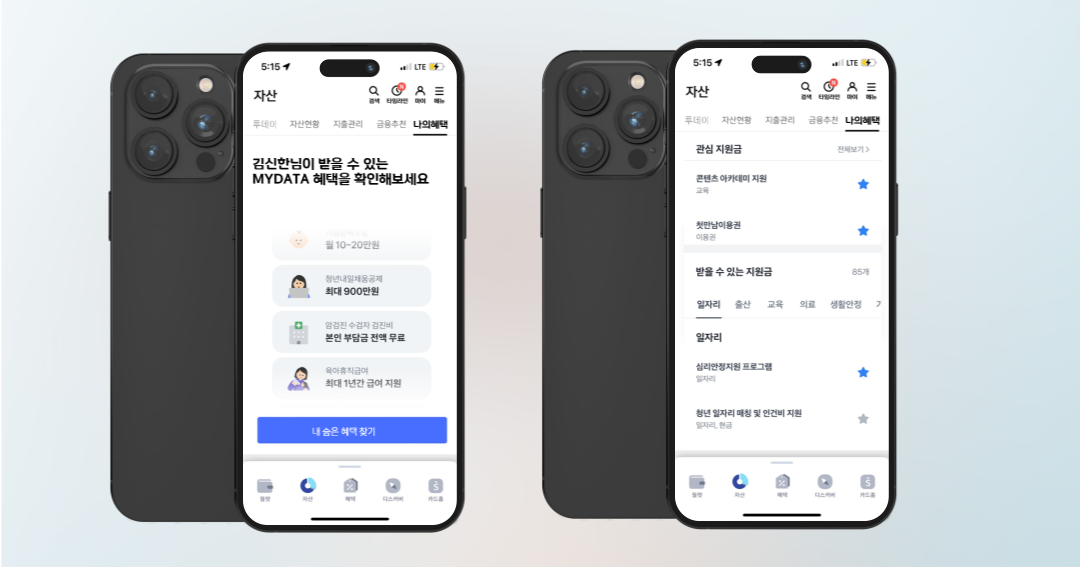 5:15
LTE
자산
검색 타임라인 마이 메뉴
투데이 자산현황 지출관리 금융추천 나의혜택
김신한님이 받을 수 있는
MYDATA 혜택을 확인해보세요
월 10~20만원
청년내일채움공제
최대 900만원
암검진 수검자 검진비
본인 부담금 전액 무료
육아휴직급여
최대 1년간 급여 지원
내 숨은 혜택 찾기
월렛 자산 혜택 디스커버 카드홈
5:15
LTE
자산
N
검색 타임라인 마이 메뉴
투데이 자산현황 지출관리 금융추천 나의혜택
관심 지원금 전체보기 >
콘텐츠 아카데미 지원
교육
첫만남이용권
이용권
받을 수 있는 지원금 85개
일자리 출산 교육 의료 생활안정
일자리
심리안정지원 프로그램
일자리
청년 일자리 매칭 및 인건비 지원
일자리, 현금
월렛 자산 혜택 디스커버 카드홈